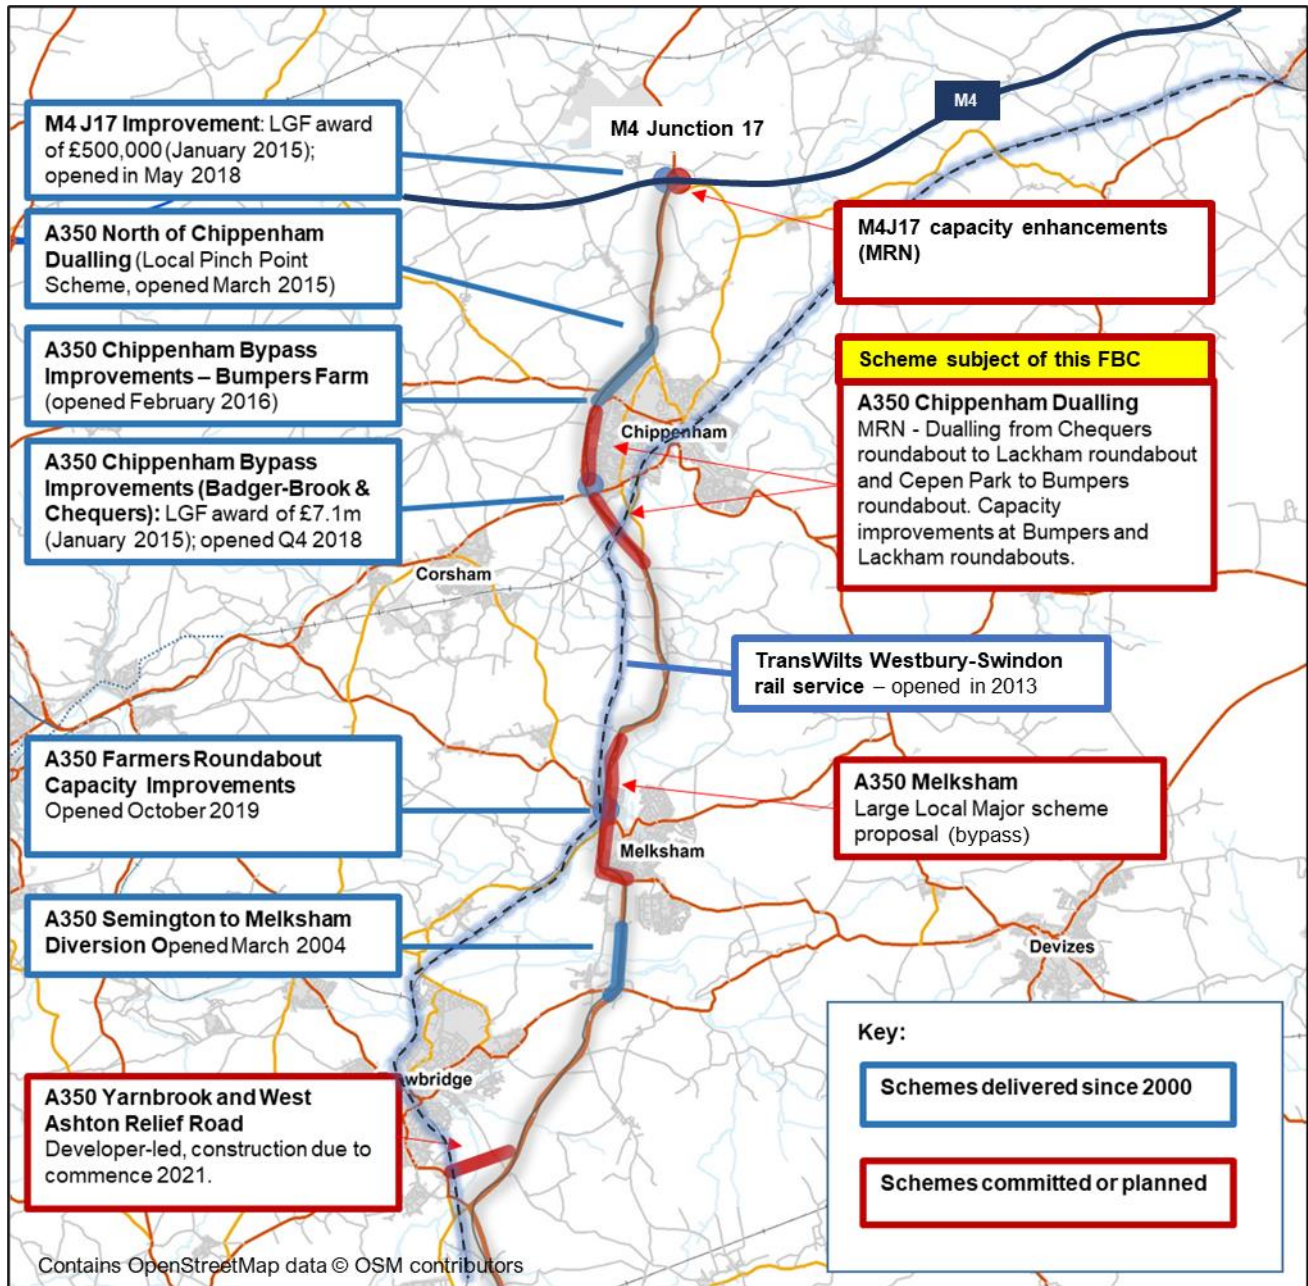 M4 J17 Improvement: LGF award
of £500,000 (January 2015);
opened in May 2018
M4 Junction 17
M4
A350 North of Chippenham
Dualling (Local Pinch Point
Scheme, opened March 2015)
M4J17 capacity enhancements
(MRN)
A350 Chippenham Bypass
Improvements – Bumpers Farm
(opened February 2016)
Scheme subject of this FBC
A350 Chippenham Dualling
MRN - Dualling from Chequers
roundabout to Lackham roundabout
and Cepen Park to Bumpers
roundabout. Capacity
improvements at Bumpers and
Lackham roundabouts.
Chippenham
A350 Chippenham Bypass
Improvements (Badger-Brook &
Chequers): LGF award of £7.1m
(January 2015); opened Q4 2018
Corsham
TransWilts Westbury-Swindon
rail service – opened in 2013
A350 Farmers Roundabout
Capacity Improvements
Opened October 2019
A350 Melksham
Large Local Major scheme
proposal (bypass)
Melksham
A350 Semington to Melksham
Diversion Opened March 2004
Devizes
wbridge
A350 Yarnbrook and West
Ashton Relief Road
Developer-led, construction due to
commence 2021.
Key:
Schemes delivered since 2000
Schemes committed or planned
Contains OpenStreetMap data © OSM contributors